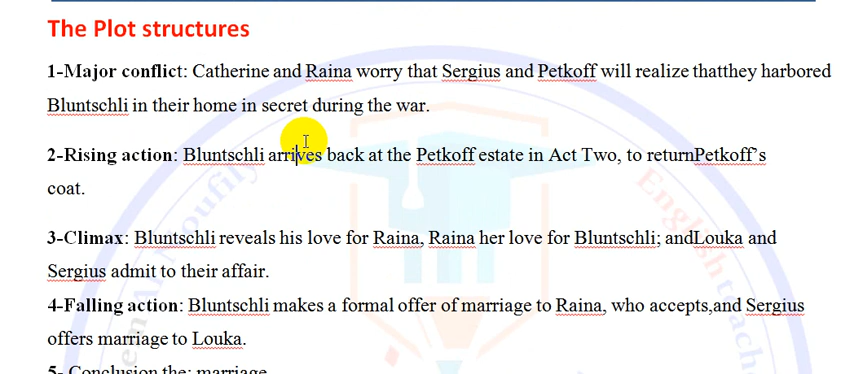 The Plot structures
1-Major conflict: Catherine and Raina worry that Sergius and Petkoff will realize thatthey harbored
Bluntschli in their home in secret during the war.
2-Rising action: Bluntschli arrives back at the Petkoff estate in Act Two, to returnPetkoff's
coat.
3-Climax: Bluntschli reveals his love for Raina, Raina her love for Bluntschli; andLouka and
Sergius admit to their affair.
4-Falling action: Bluntschli makes a formal offer of marriage to Raina, who accepts,and Sergius
offers marriage to Louka.
5- Conclusion the: marriage